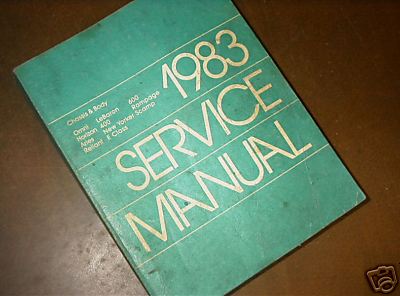 1983
Chassis & Body
Omni LeBaron 600
Horizon 400 Rampage
Aries New Yorker Scamp
Reliant E Class
SERVICE
MANUAL